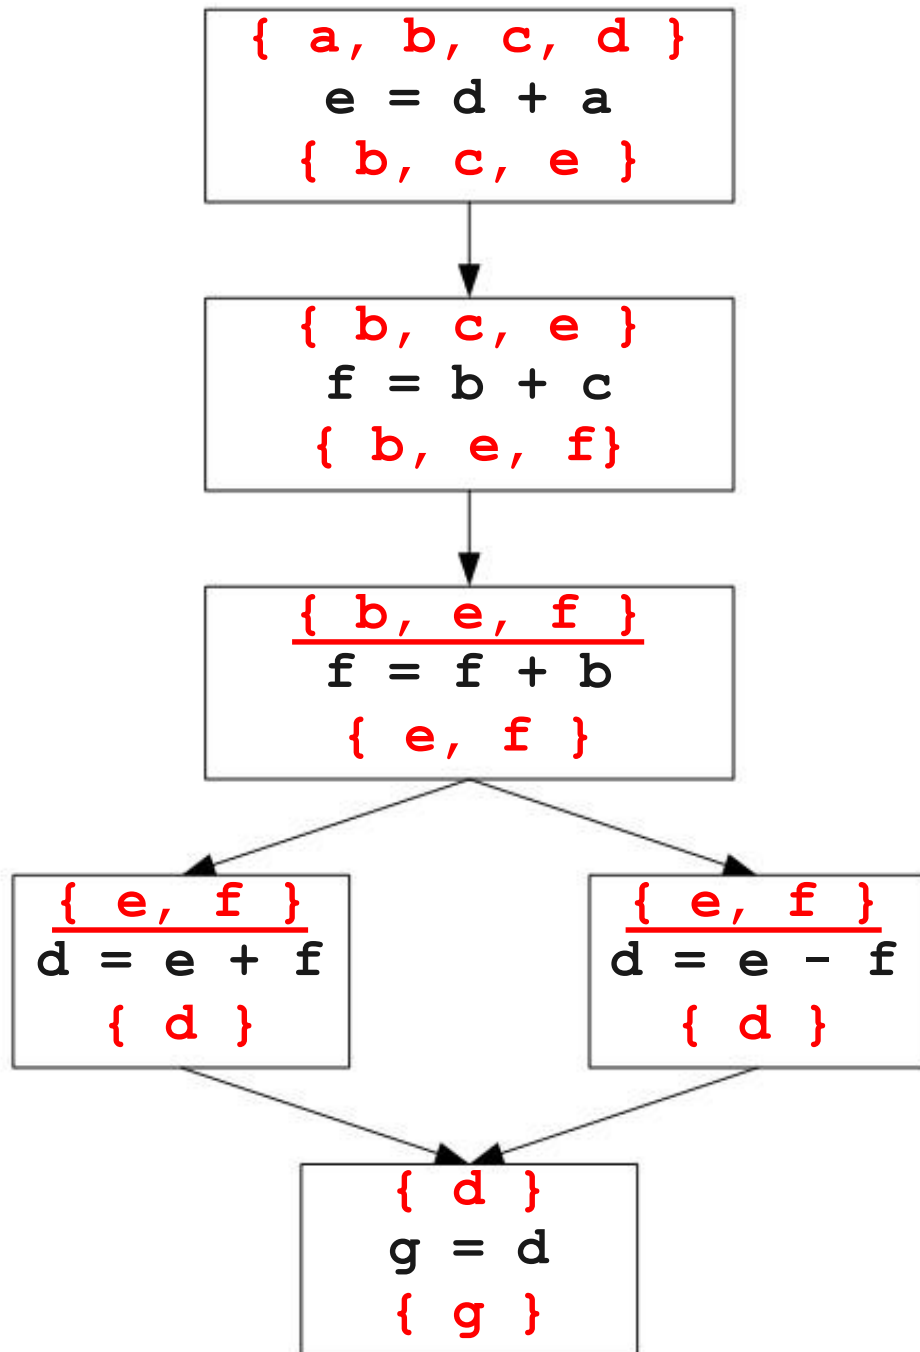 { a, b, c, d }
e = d + a
{ b, c, e }
{ b, c, e }
f = b + c
{ b, e, f}
{ b, e, f }
f = f + b
{ e, f }
{ e, f }
d = e + f
{ d }
{ e, f }
d = e - f
{ d }
{ d }
g = d
{ g }